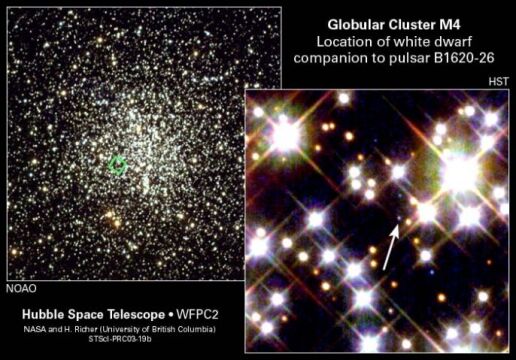 Globular Cluster M4
Location of white dwarf
companion to pulsar B1620-26
HST
NOAO
Hubble Space Telescope • WFPC2
NASA and H. Richer (University of British Columbia)
STScI-PRC03-19b